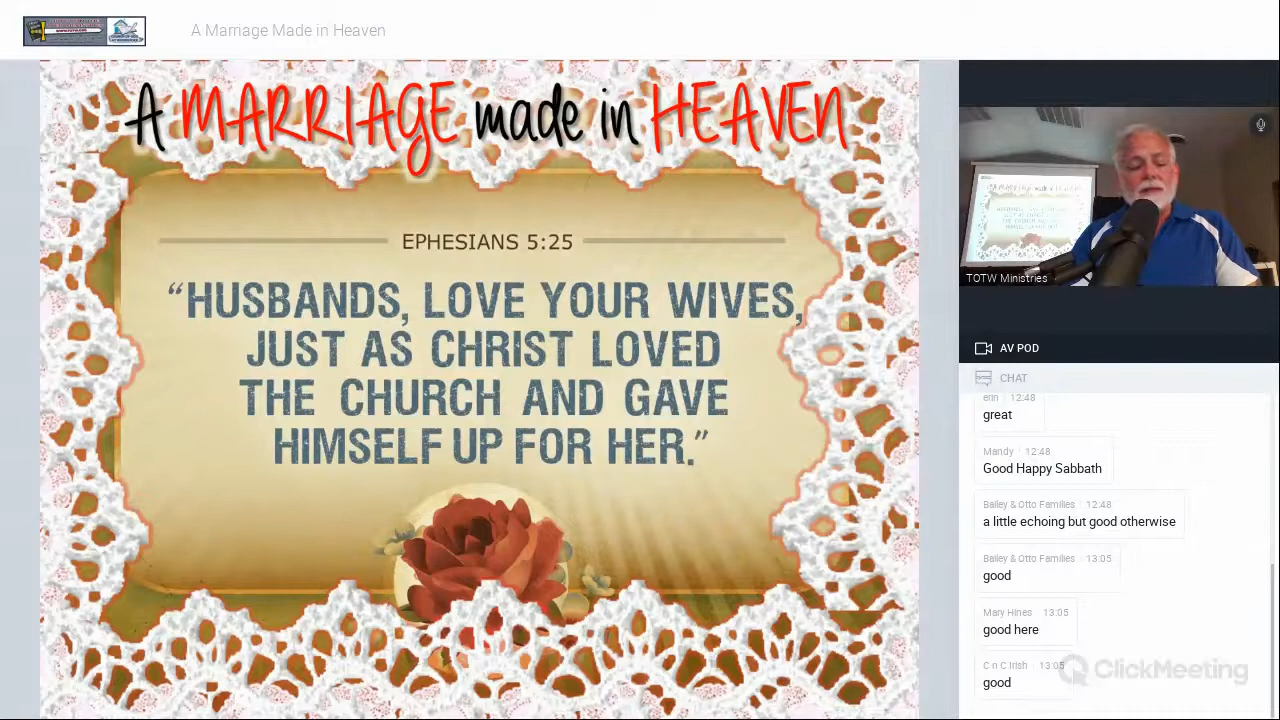 A Marriage Made in Heaven
A MARRIAGE made in HEAVEN
EPHESIANS 5:25
“HUSBANDS, LOVE YOUR WIVES,
JUST AS CHRIST LOVED
THE CHURCH AND GAVE
HIMSELF UP FOR HER.”
TOTW Ministries
AV POD
CHAT
erin 12:48
great
Mandy 12:48
Good Happy Sabbath
Bailey & Otto Families 12:48
a little echoing but good otherwise
Bailey & Otto Families 13:05
good
Mary Hines 13:05
good here
C n C Irish 13:05
good
ClickMeeting